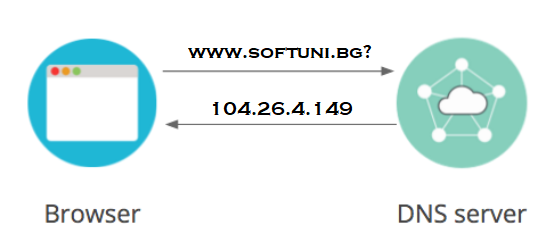 WWW.SOFTUNI.BG?
104.26.4.149
Browser
DNS server